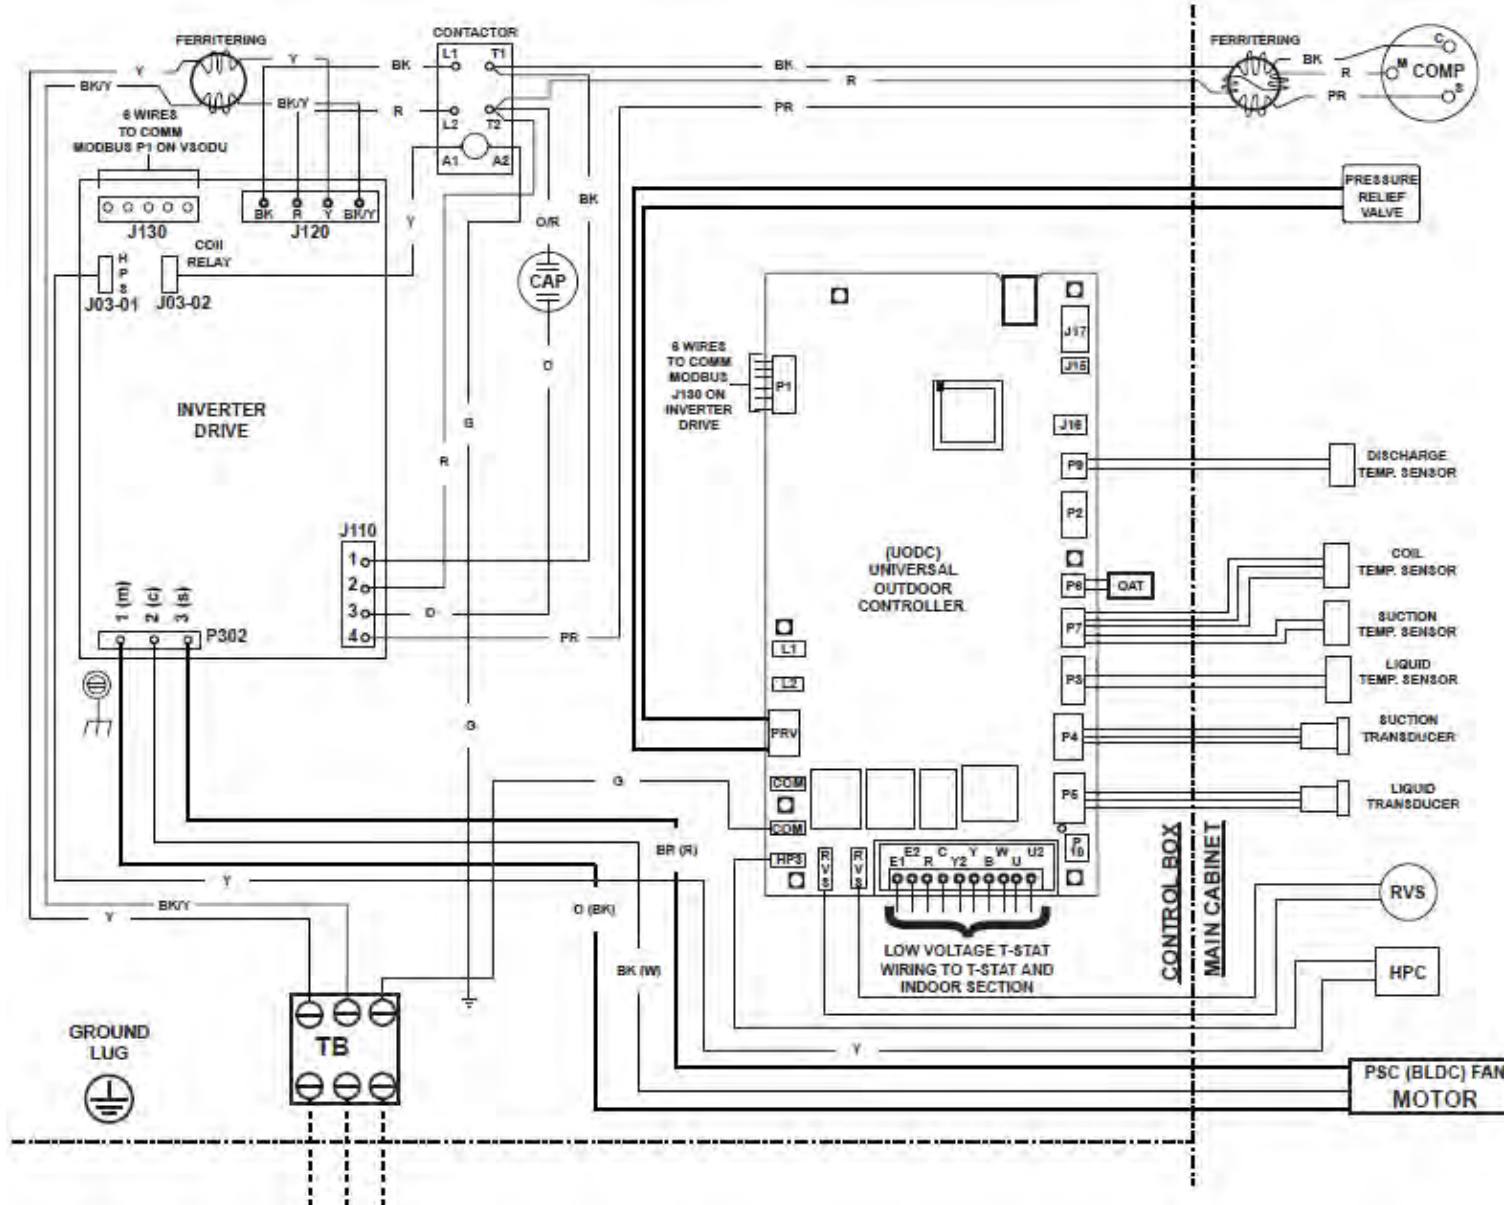 FERRITERING
CONTACTOR
FERRITERING
L1
T1
L2
T2
A1
A2
Y
BK/Y
Y
BK/Y
BK
R
BK
R
PR
BK
R
PR
C
M
S
COMP
6 WIRES
TO COMM
MODBUS P1 ON VSODU
J130
BK
R
Y
BK/Y
J120
COIL
RELAY
H
P
S
J03-01
J03-02
Y
BK
O/R
CAP
O
G
R
PRESSURE
RELIEF
VALVE
INVERTER
DRIVE
J110
1
2
3
4
O
PR
1 (m)
2 (c)
3 (s)
P302
6 WIRES
TO COMM
MODBUS
J130 ON
INVERTER
DRIVE
P1
(UODC)
UNIVERSAL
OUTDOOR
CONTROLLER
J17
J15
J16
P9
P2
P6
OAT
P7
P3
P4
P5
P
10
L1
L2
PRV
COM
COM
HPS
RVS
RVS
E1
E2
R
C
Y2
Y
B
W
U
U2
DISCHARGE
TEMP. SENSOR
COIL
TEMP. SENSOR
SUCTION
TEMP. SENSOR
LIQUID
TEMP. SENSOR
SUCTION
TRANSDUCER
LIQUID
TRANSDUCER
G
G
BR (R)
Y
BK/Y
Y
O (BK)
BK (W)
LOW VOLTAGE T-STAT
WIRING TO T-STAT AND
INDOOR SECTION
CONTROL BOX
MAIN CABINET
RVS
HPC
Y
GROUND
LUG
TB
PSC (BLDC) FAN
MOTOR